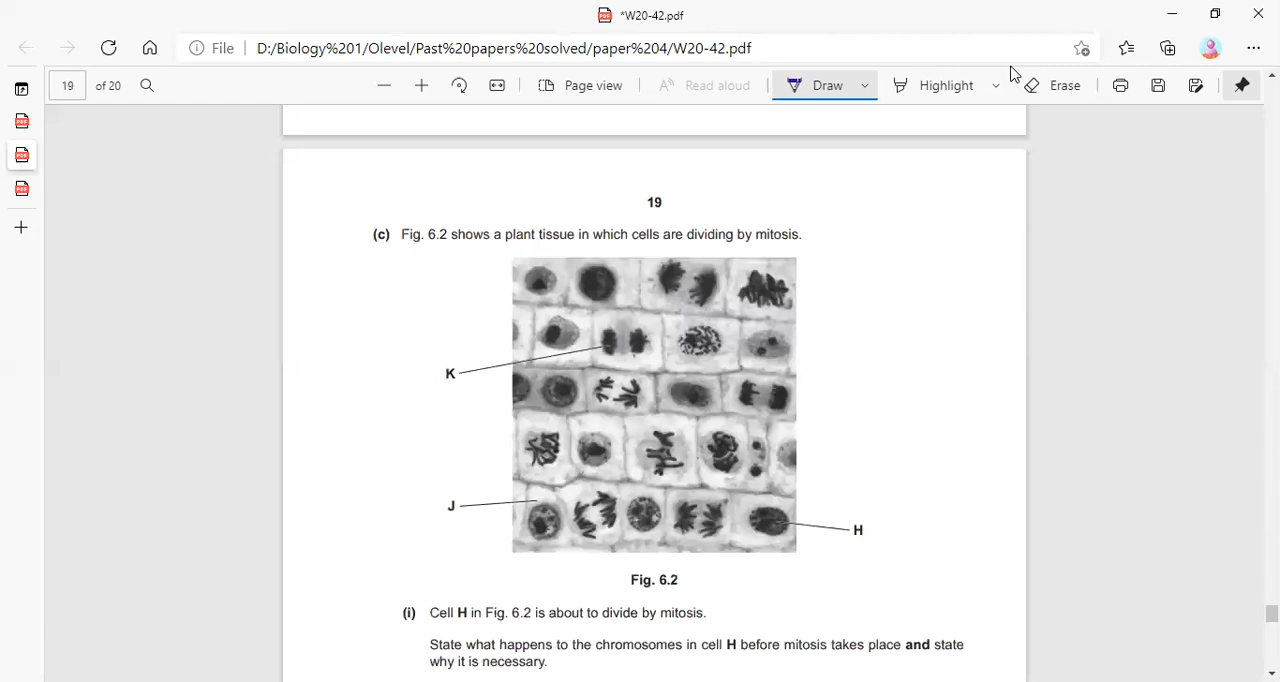 *W20-42.pdf
File
D:/Biology%201/Olevel/Past%20papers%20solved/paper%204/W20-42.pdf
19 of 20
Page view
Read aloud
Draw
Highlight
Erase
19
(c) Fig. 6.2 shows a plant tissue in which cells are dividing by mitosis.
K
J
H
Fig. 6.2
(i) Cell H in Fig. 6.2 is about to divide by mitosis.
State what happens to the chromosomes in cell H before mitosis takes place and state
why it is necessary.